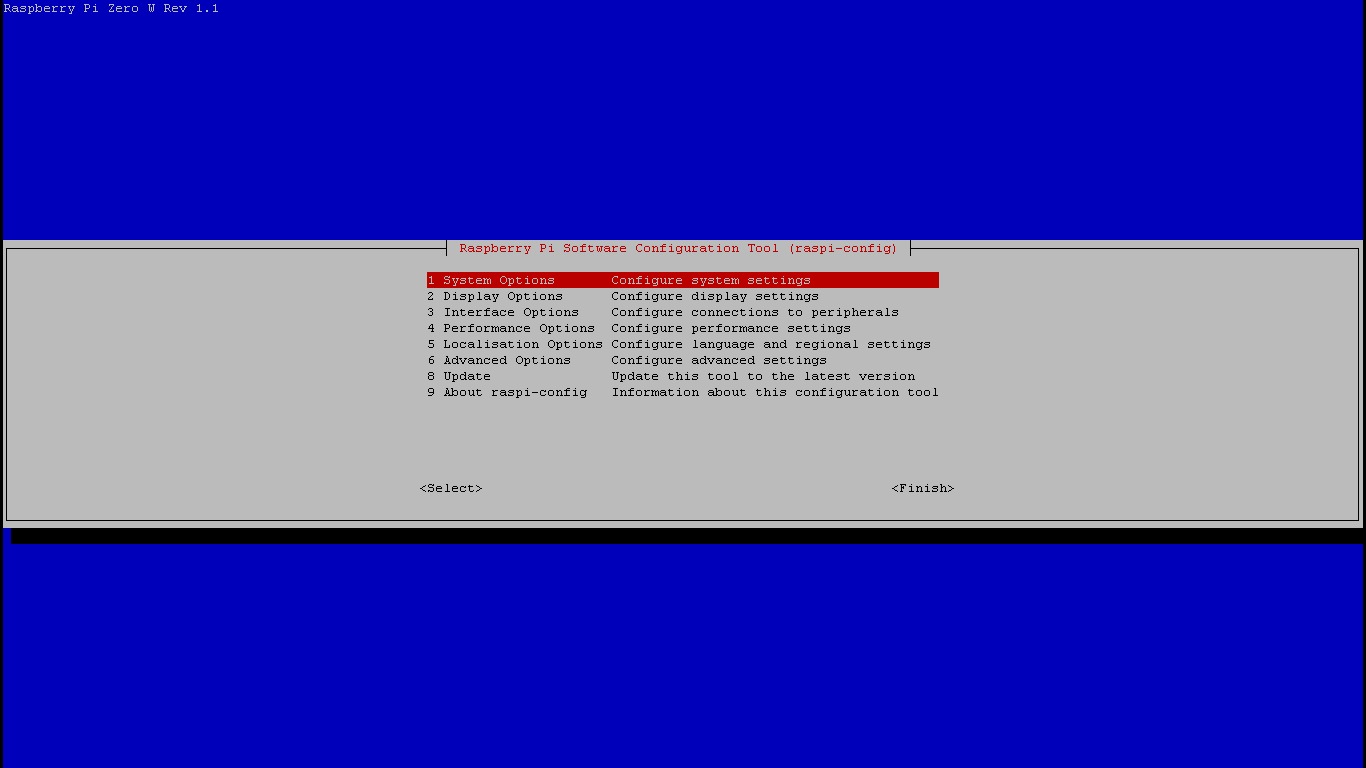 Raspberry Pi Zero W Rev 1.1
Raspberry Pi Software Configuration Tool (raspi-config)
1 System Options Configure system settings
2 Display Options Configure display settings
3 Interface Options Configure connections to peripherals
4 Performance Options Configure performance settings
5 Localisation Options Configure language and regional settings
6 Advanced Options Configure advanced settings
8 Update Update this tool to the latest version
9 About raspi-config Information about this configuration tool
<Select> <Finish>